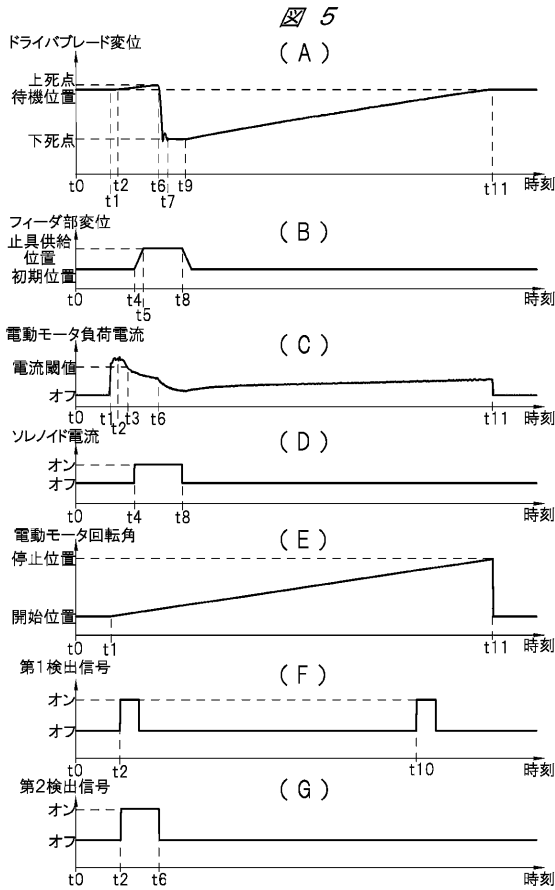 図 5
ドライバブレード変位
(A)
上死点
待機位置
下死点
t0 t1 t2 t6 t7 t9 t11 時刻
フィーダ部変位
(B)
止具供給
位置
初期位置
t0 t4 t5 t8 時刻
電動モータ負荷電流
(C)
電流閾値
オフ
t0 t1 t2 t3 t6 t11 時刻
ソレノイド電流
(D)
オン
オフ
t0 t4 t8 時刻
電動モータ回転角
(E)
停止位置
開始位置
t0 t1 t11 時刻
第1検出信号
(F)
オン
オフ
t0 t2 t10 時刻
第2検出信号
(G)
オン
オフ
t0 t2 t6 時刻